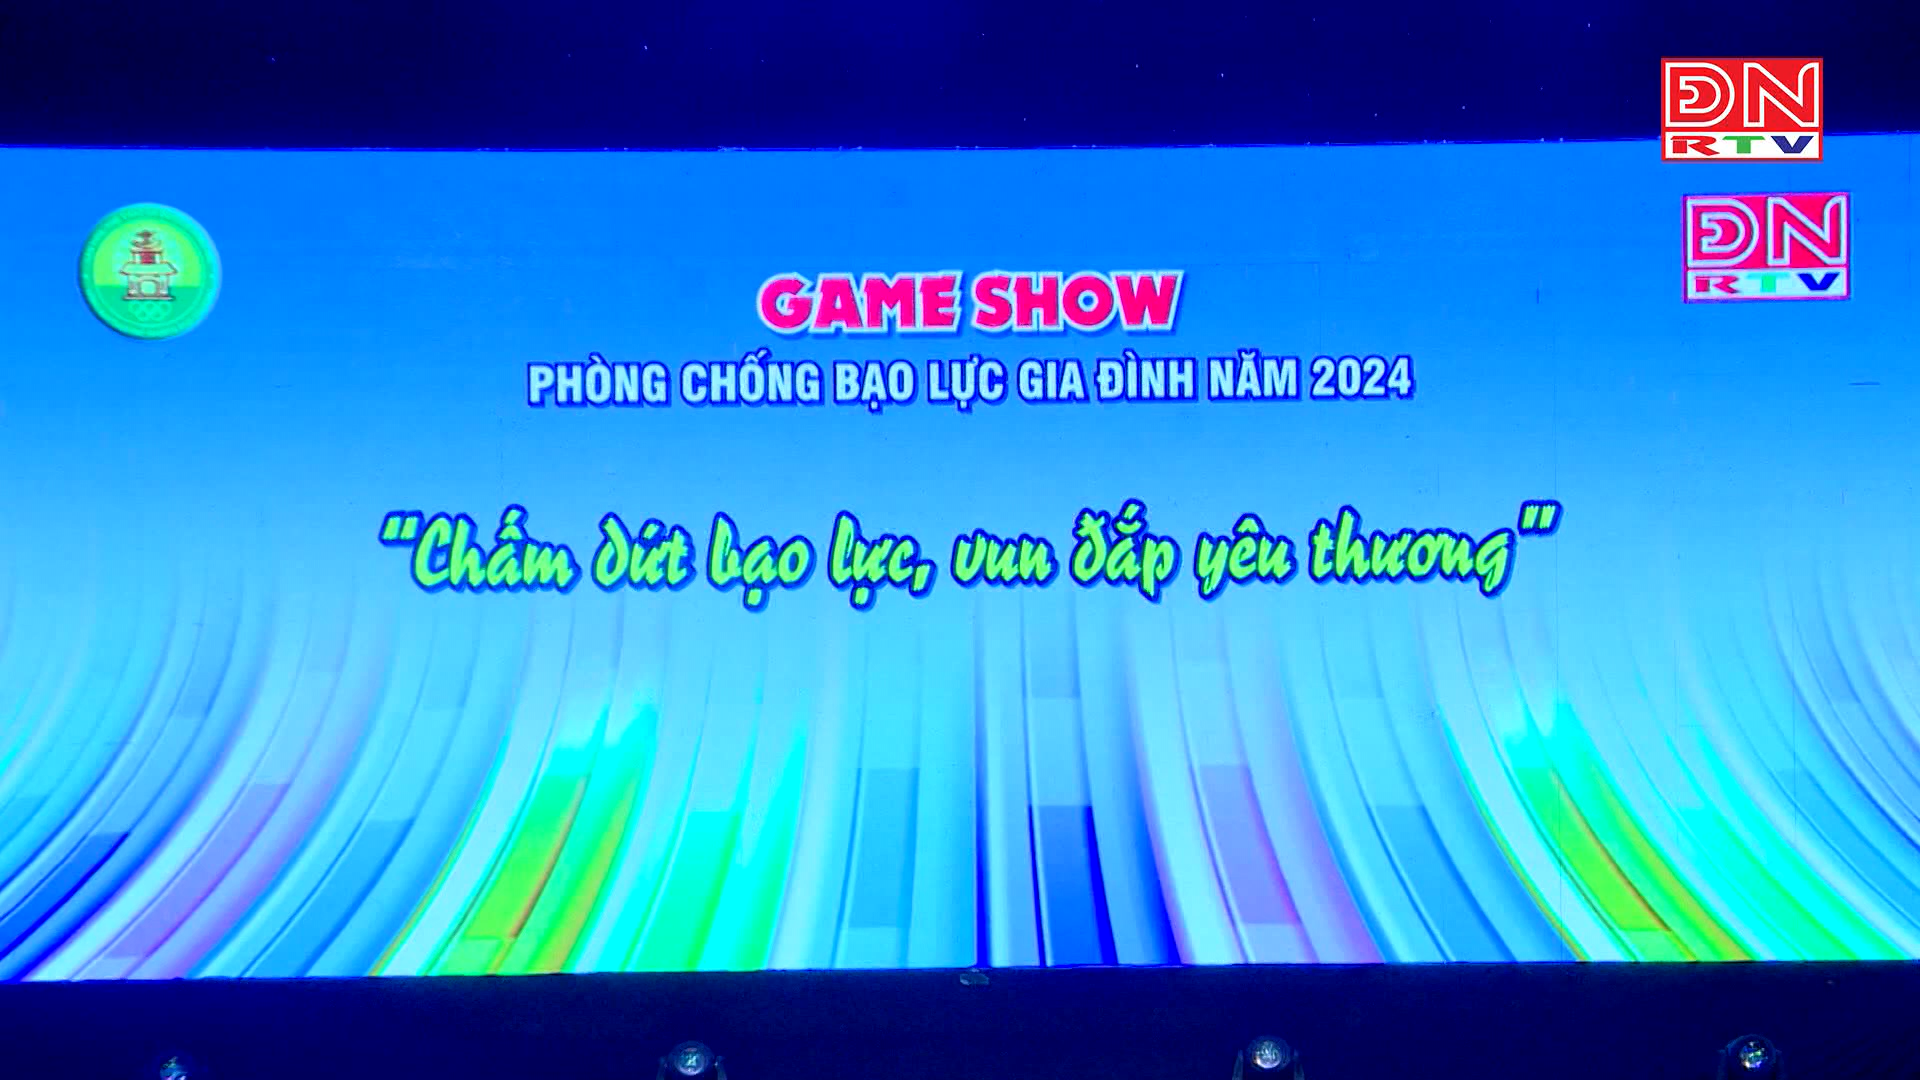 ĐN
RTV
ĐN
RTV
GAME SHOW
PHÒNG CHỐNG BẠO LỰC GIA ĐÌNH NĂM 2024
"Chấm dứt bạo lực, vun đắp yêu thương""